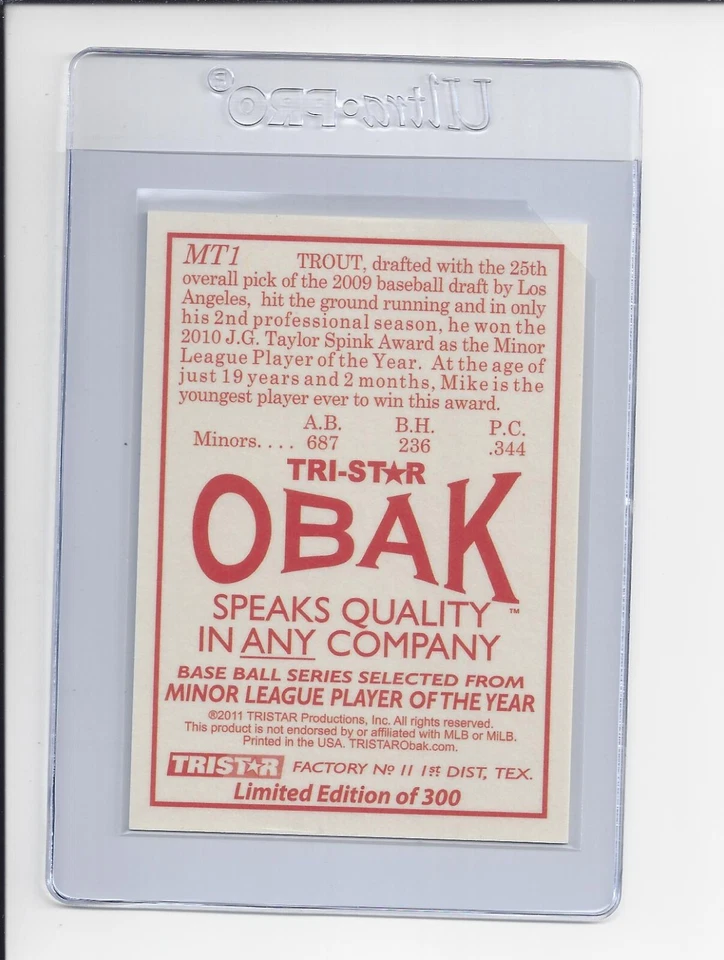 Ultra•PRO®
MT1 TROUT, drafted with the 25th
overall pick of the 2009 baseball draft by Los
Angeles, hit the ground running and in only
his 2nd professional season, he won the
2010 J.G. Taylor Spink Award as the Minor
League Player of the Year. At the age of
just 19 years and 2 months, Mike is the
youngest player ever to win this award.
A.B. B.H. P.C.
Minors. . . . 687 236 .344
TRI-ST★R
OBAK™
SPEAKS QUALITY
IN ANY COMPANY
BASE BALL SERIES SELECTED FROM
MINOR LEAGUE PLAYER OF THE YEAR
©2011 TRISTAR Productions, Inc. All rights reserved.
This product is not endorsed by or affiliated with MLB or MiLB.
Printed in the USA. TRISTARObak.com.
TRIST★R FACTORY No 11 1st DIST, TEX.
Limited Edition of 300